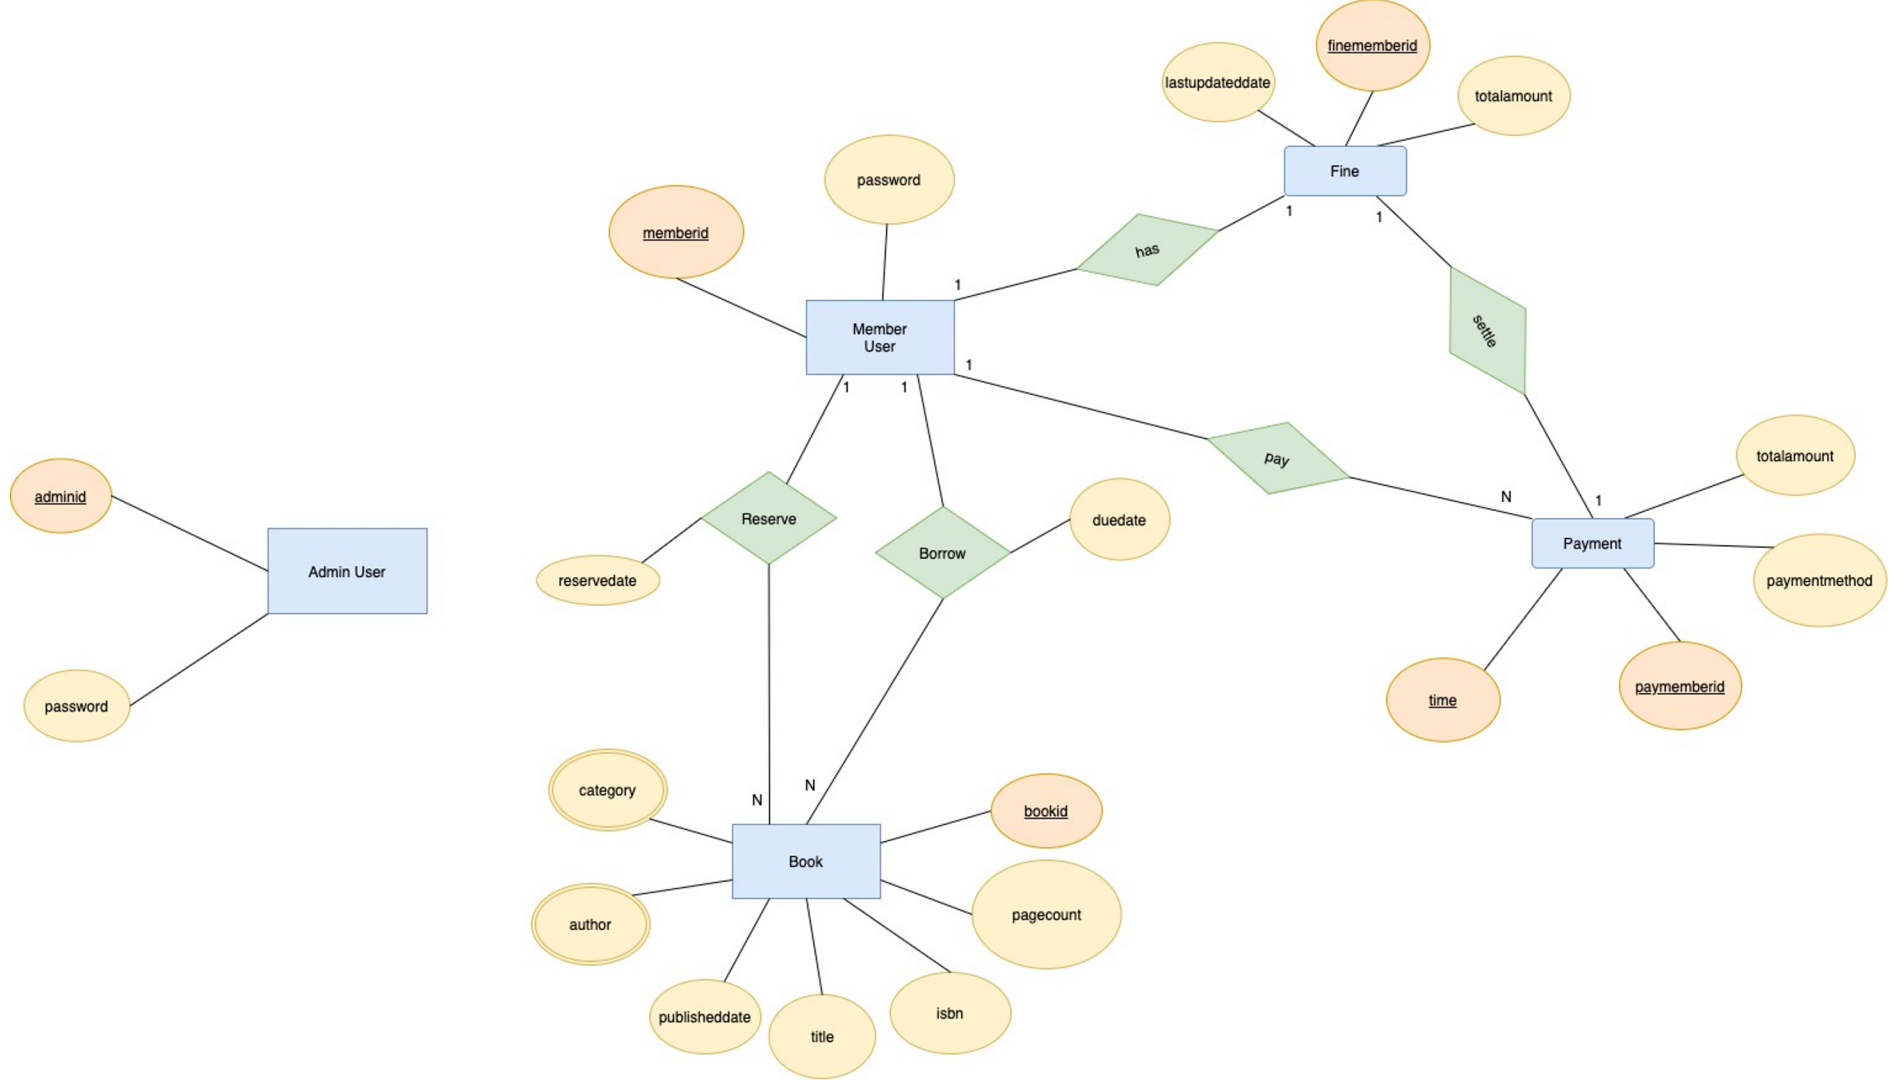 finememberid
lastupdateddate
totalamount
Fine
password
memberid
has
1
1
1
Member
User
settle
1
1
1
pay
totalamount
adminid
N
1
Reserve
duedate
Payment
Borrow
Admin User
reservedate
paymentmethod
paymemberid
time
password
category
N
N
bookid
Book
pagecount
author
publisheddate
isbn
title